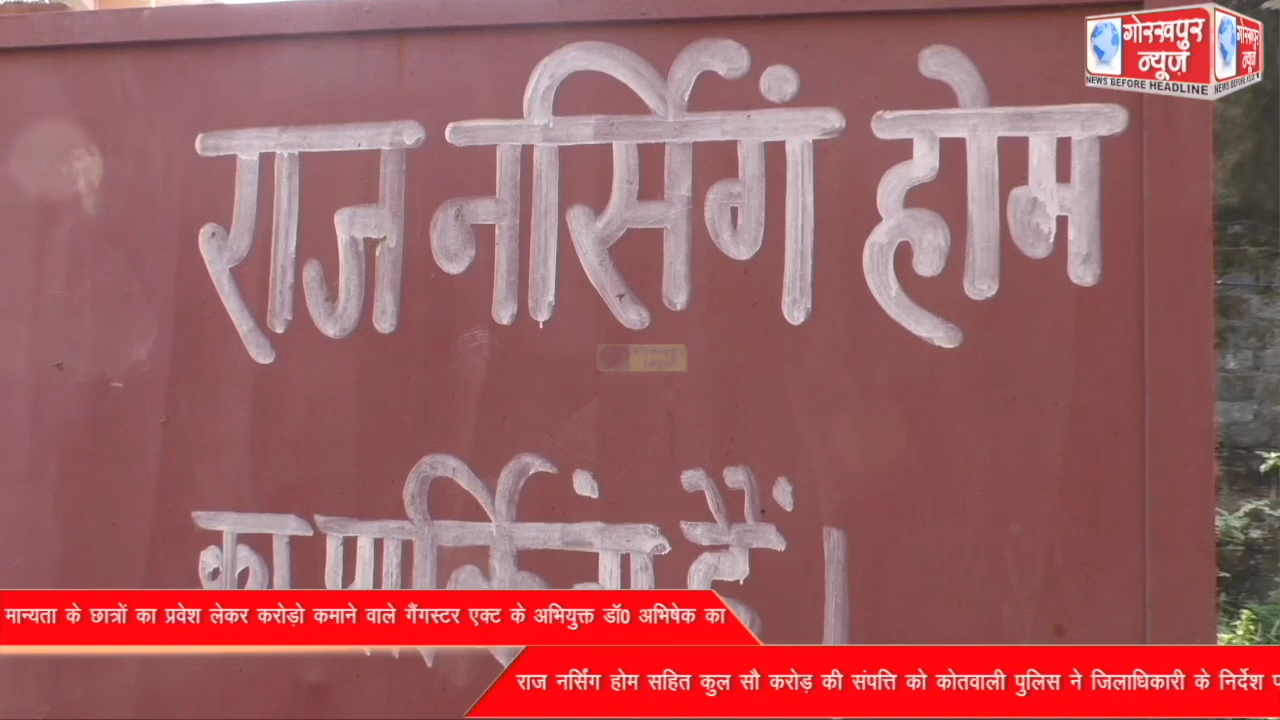 गोरखपुर
न्यूज़
NEWS BEFORE HEADLINE
राज नर्सिंग होम
का पार्किंग हैं।
मान्यता के छात्रों का प्रवेश लेकर करोड़ो कमाने वाले गैंगस्टर एक्ट के अभियुक्त डॉ0 अभिषेक का
राज नर्सिंग होम सहित कुल सौ करोड़ की संपत्ति को कोतवाली पुलिस ने जिलाधिकारी के निर्देश प